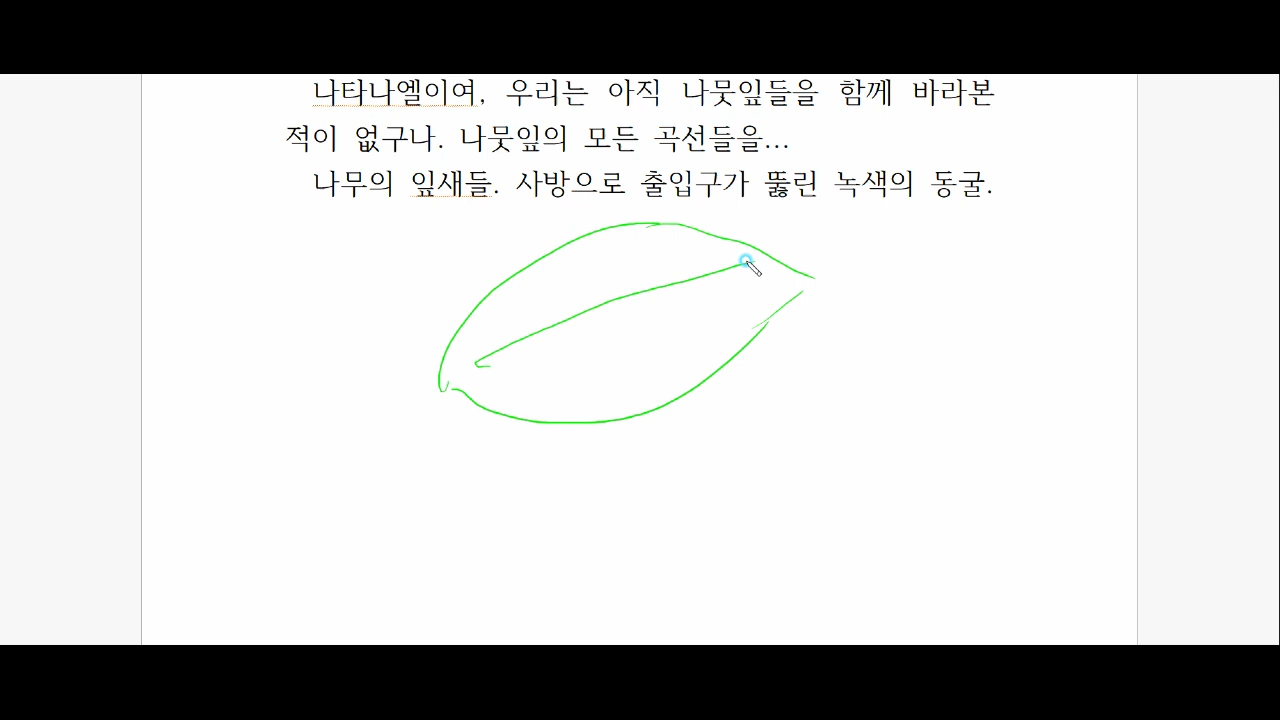 나타나엘이여, 우리는 아직 나뭇잎들을 함께 바라본
적이 없구나. 나뭇잎의 모든 곡선들을...
나무의 잎새들. 사방으로 출입구가 뚫린 녹색의 동굴.